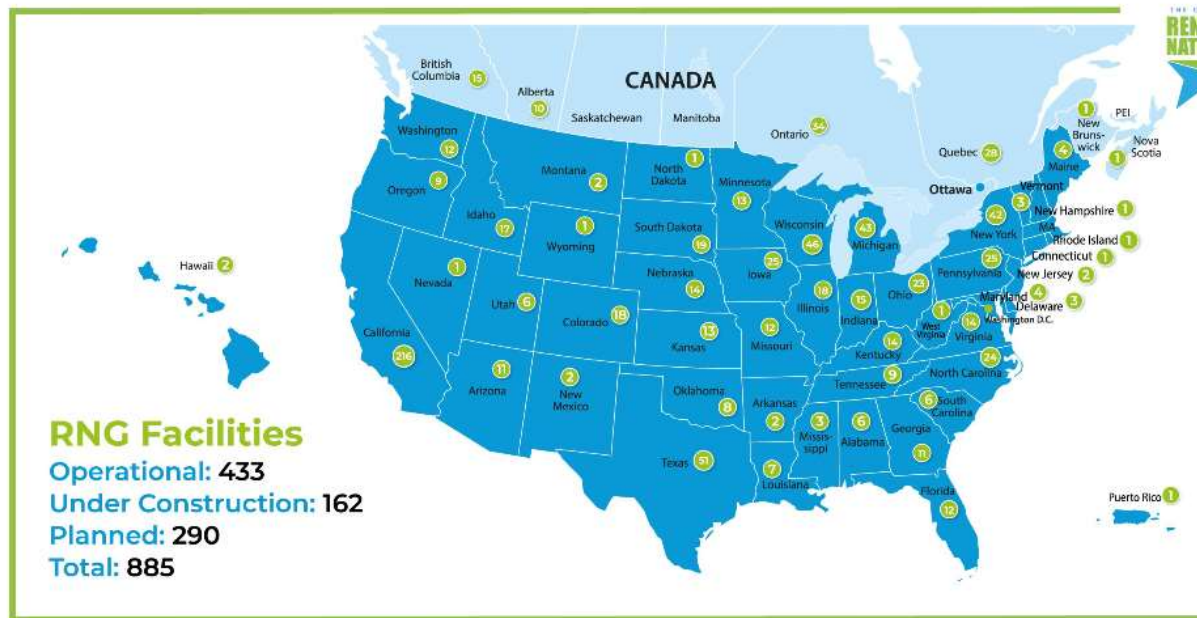 THE C
REN
NAT
CANADA
British
Columbia
15
Alberta
10
Saskatchewan
Manitoba
Ontario
34
Quebec
28
Ottawa
1
New
Bruns-
wick
PEI
Nova
Scotia
1
Washington
12
Oregon
9
Idaho
17
Montana
2
North
Dakota
1
Minnesota
13
Wisconsin
46
43
Michigan
Maine
4
Vermont
3
New Hampshire 1
MA
Rhode Island 1
Connecticut 1
42
New York
New Jersey 2
25
Pennsylvania
Maryland
4
Delaware 3
Washington D.C.
Wyoming
1
South Dakota
19
Nebraska
14
Iowa
25
Illinois
18
15
Indiana
Ohio
23
1
West
Virginia
14
Virginia
Hawaii 2
Nevada
1
Utah 6
Colorado 18
13
Kansas
12
Missouri
14
Kentucky
24
North Carolina
9
Tennessee
California
216
11
Arizona
2
New
Mexico
Oklahoma
8
Arkansas
2
3
Missis-
sippi
6
Alabama
Georgia
11
6
South
Carolina
Texas 51
7
Louisiana
Florida
12
Puerto Rico 1
RNG Facilities
Operational: 433
Under Construction: 162
Planned: 290
Total: 885